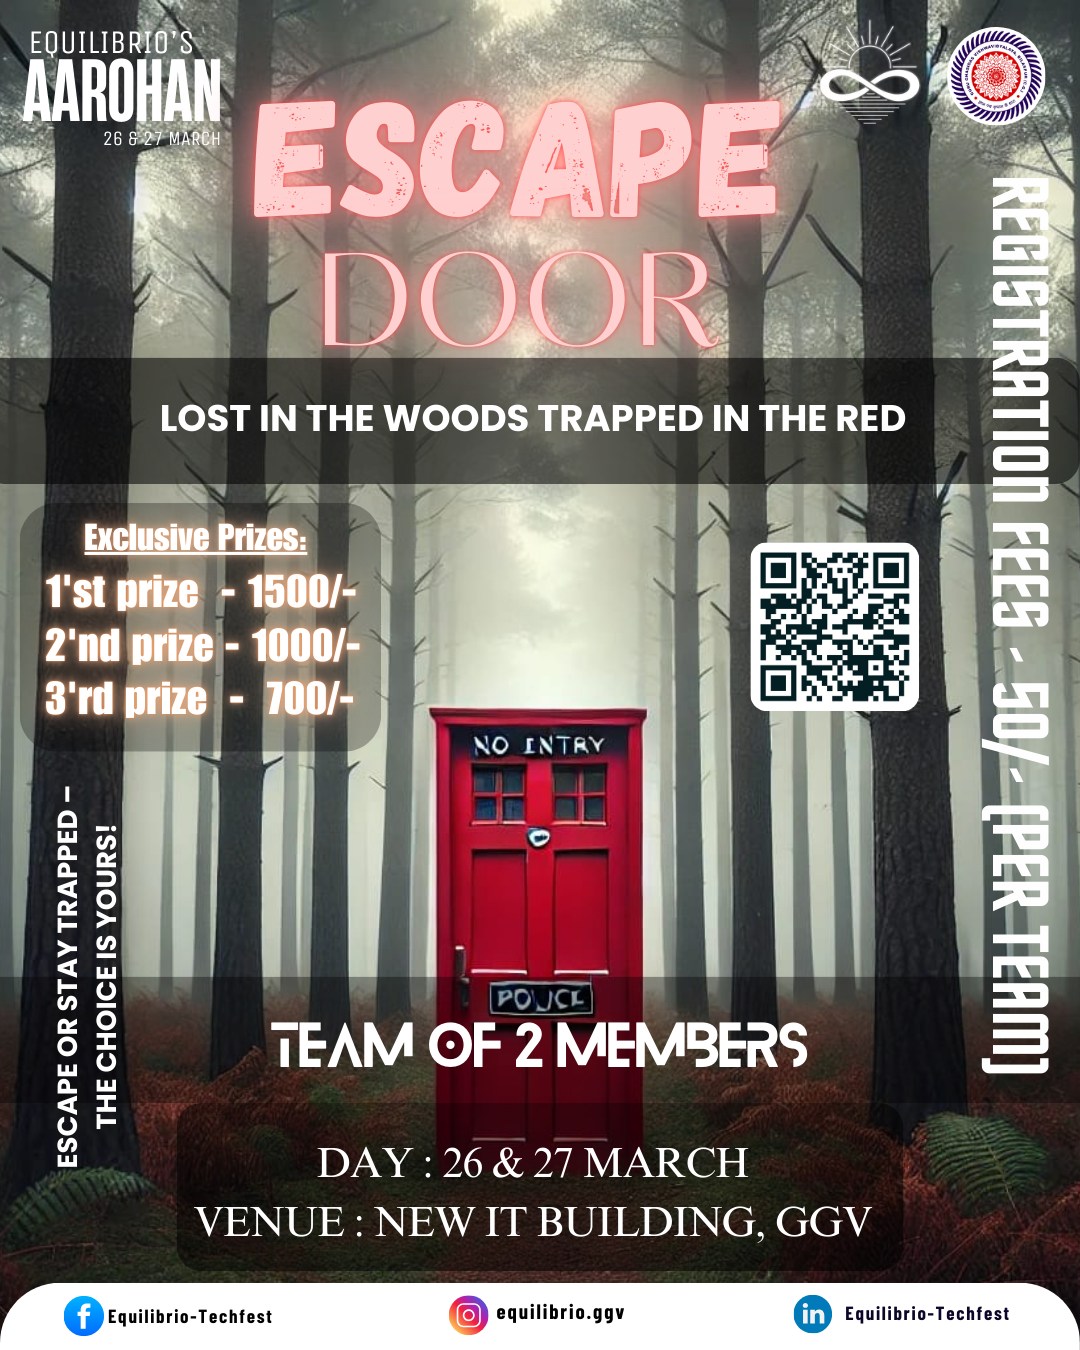 EQUILIBRIO'S
AAROHAN
26 & 27 MARCH
ESCAPE
DOOR
LOST IN THE WOODS TRAPPED IN THE RED
Exclusive Prizes:
1'st prize - 1500/-
2'nd prize - 1000/-
3'rd prize - 700/-
REGISTRATION FEES - 50/- (PER TEAM)
NO ENTRY
ESCAPE OR STAY TRAPPED –
THE CHOICE IS YOURS!
TEAM OF 2 MEMBERS
DAY : 26 & 27 MARCH
VENUE : NEW IT BUILDING, GGV
Equilibrio-Techfest
equilibrio.ggv
Equilibrio-Techfest